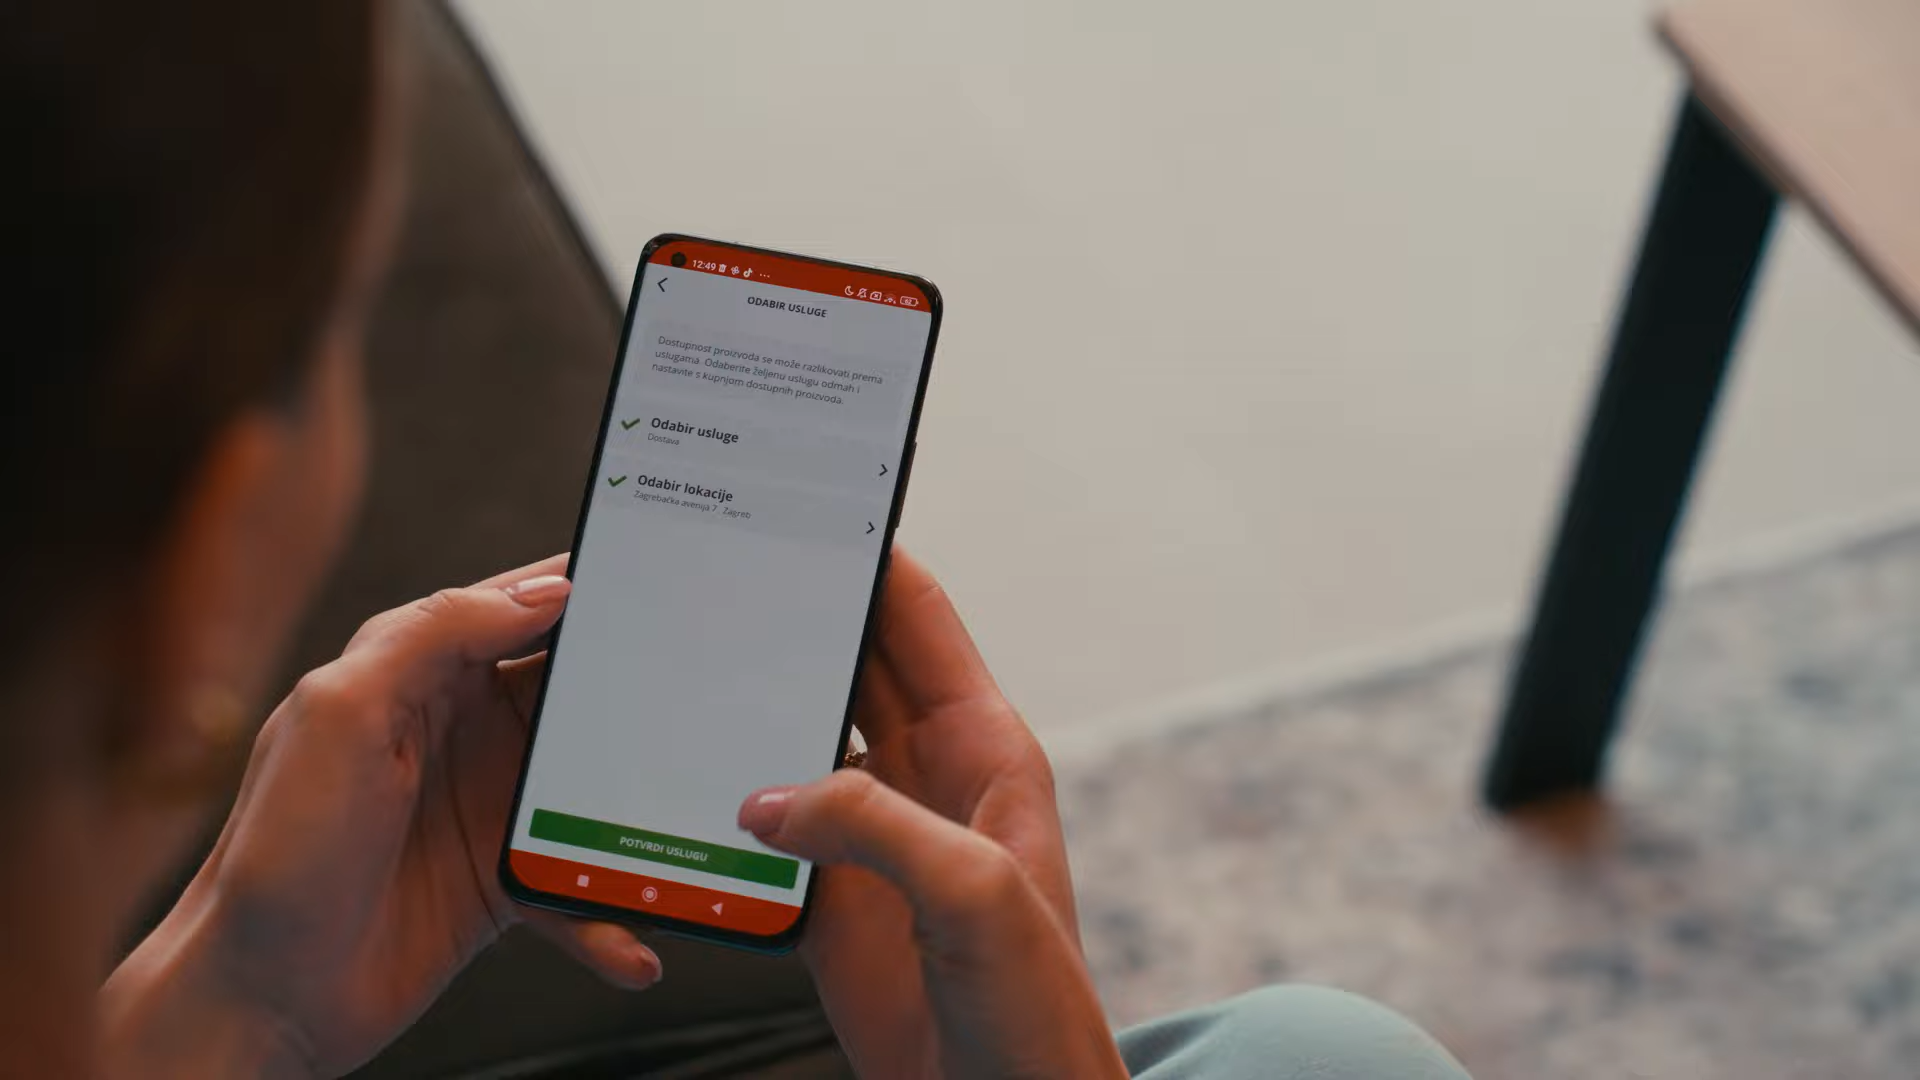 12:49
62
ODABIR USLUGE
Dostupnost proizvoda se može razlikovati prema
uslugama. Odaberite željenu uslugu odmah i
nastavite s kupnjom dostupnih proizvoda.
Odabir usluge
Dostava
Odabir lokacije
Zagrebačka avenija 7 , Zagreb
POTVRDI USLUGU